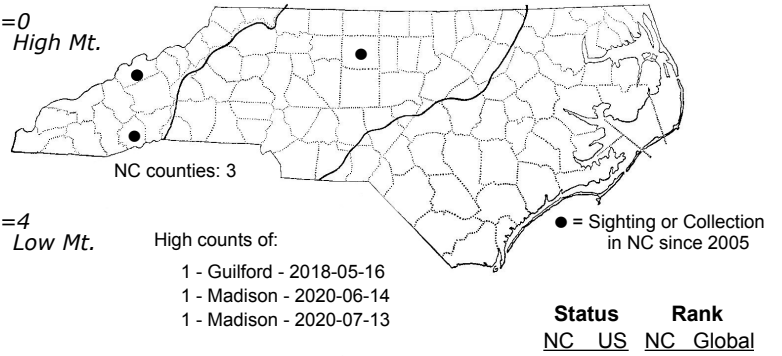 =0
High Mt.
NC counties: 3
=4
Low Mt.
High counts of:
1 - Guilford - 2018-05-16
1 - Madison - 2020-06-14
1 - Madison - 2020-07-13
● = Sighting or Collection
in NC since 2005
Status Rank
NC US NC Global